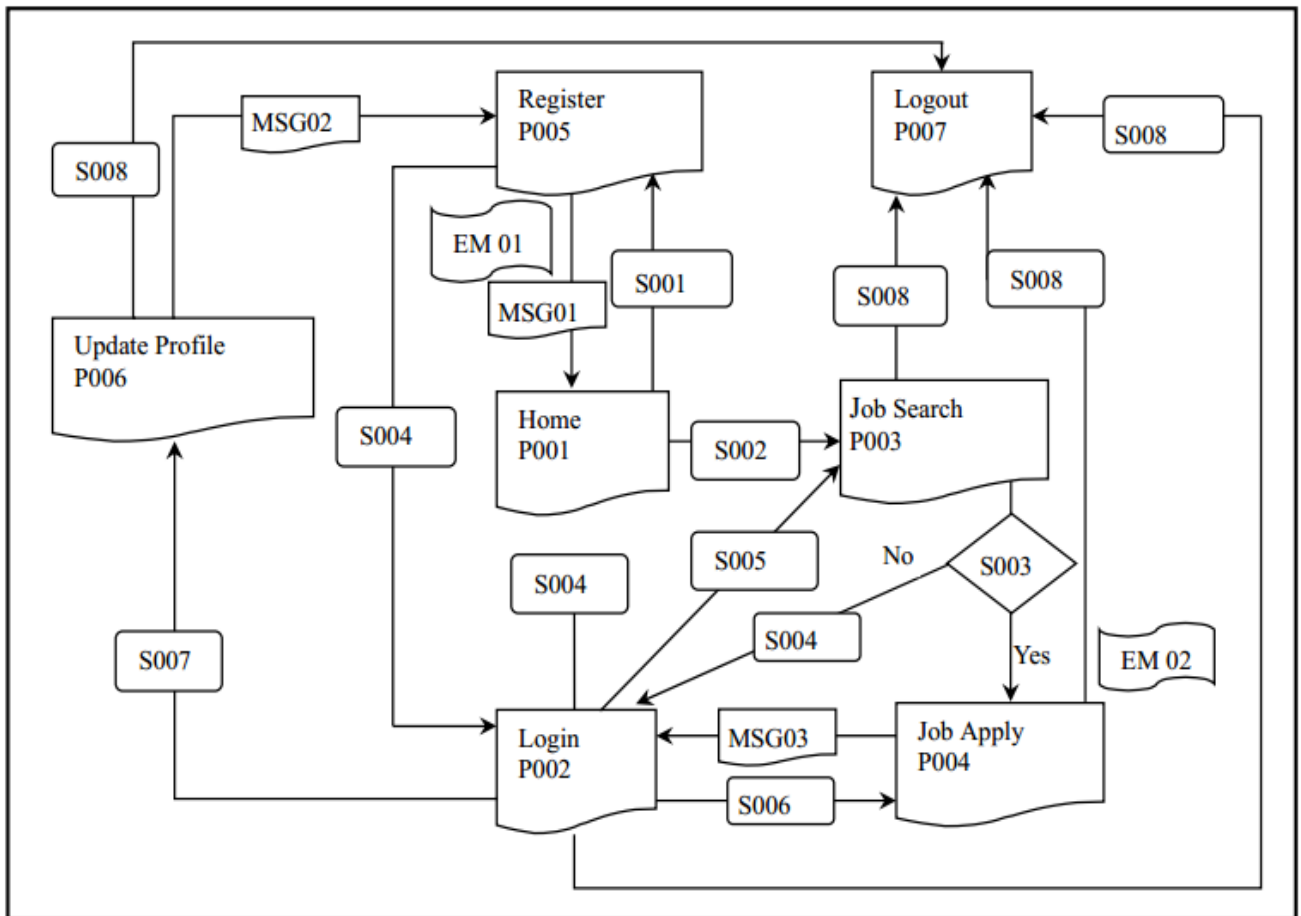 Register
P005
Logout
P007
MSG02
S008
S008
EM 01
S001
S008
S008
MSG01
Update Profile
P006
Home
P001
Job Search
P003
S004
S002
S005
No
S003
S004
S004
Yes
S007
EM 02
Login
P002
MSG03
Job Apply
P004
S006